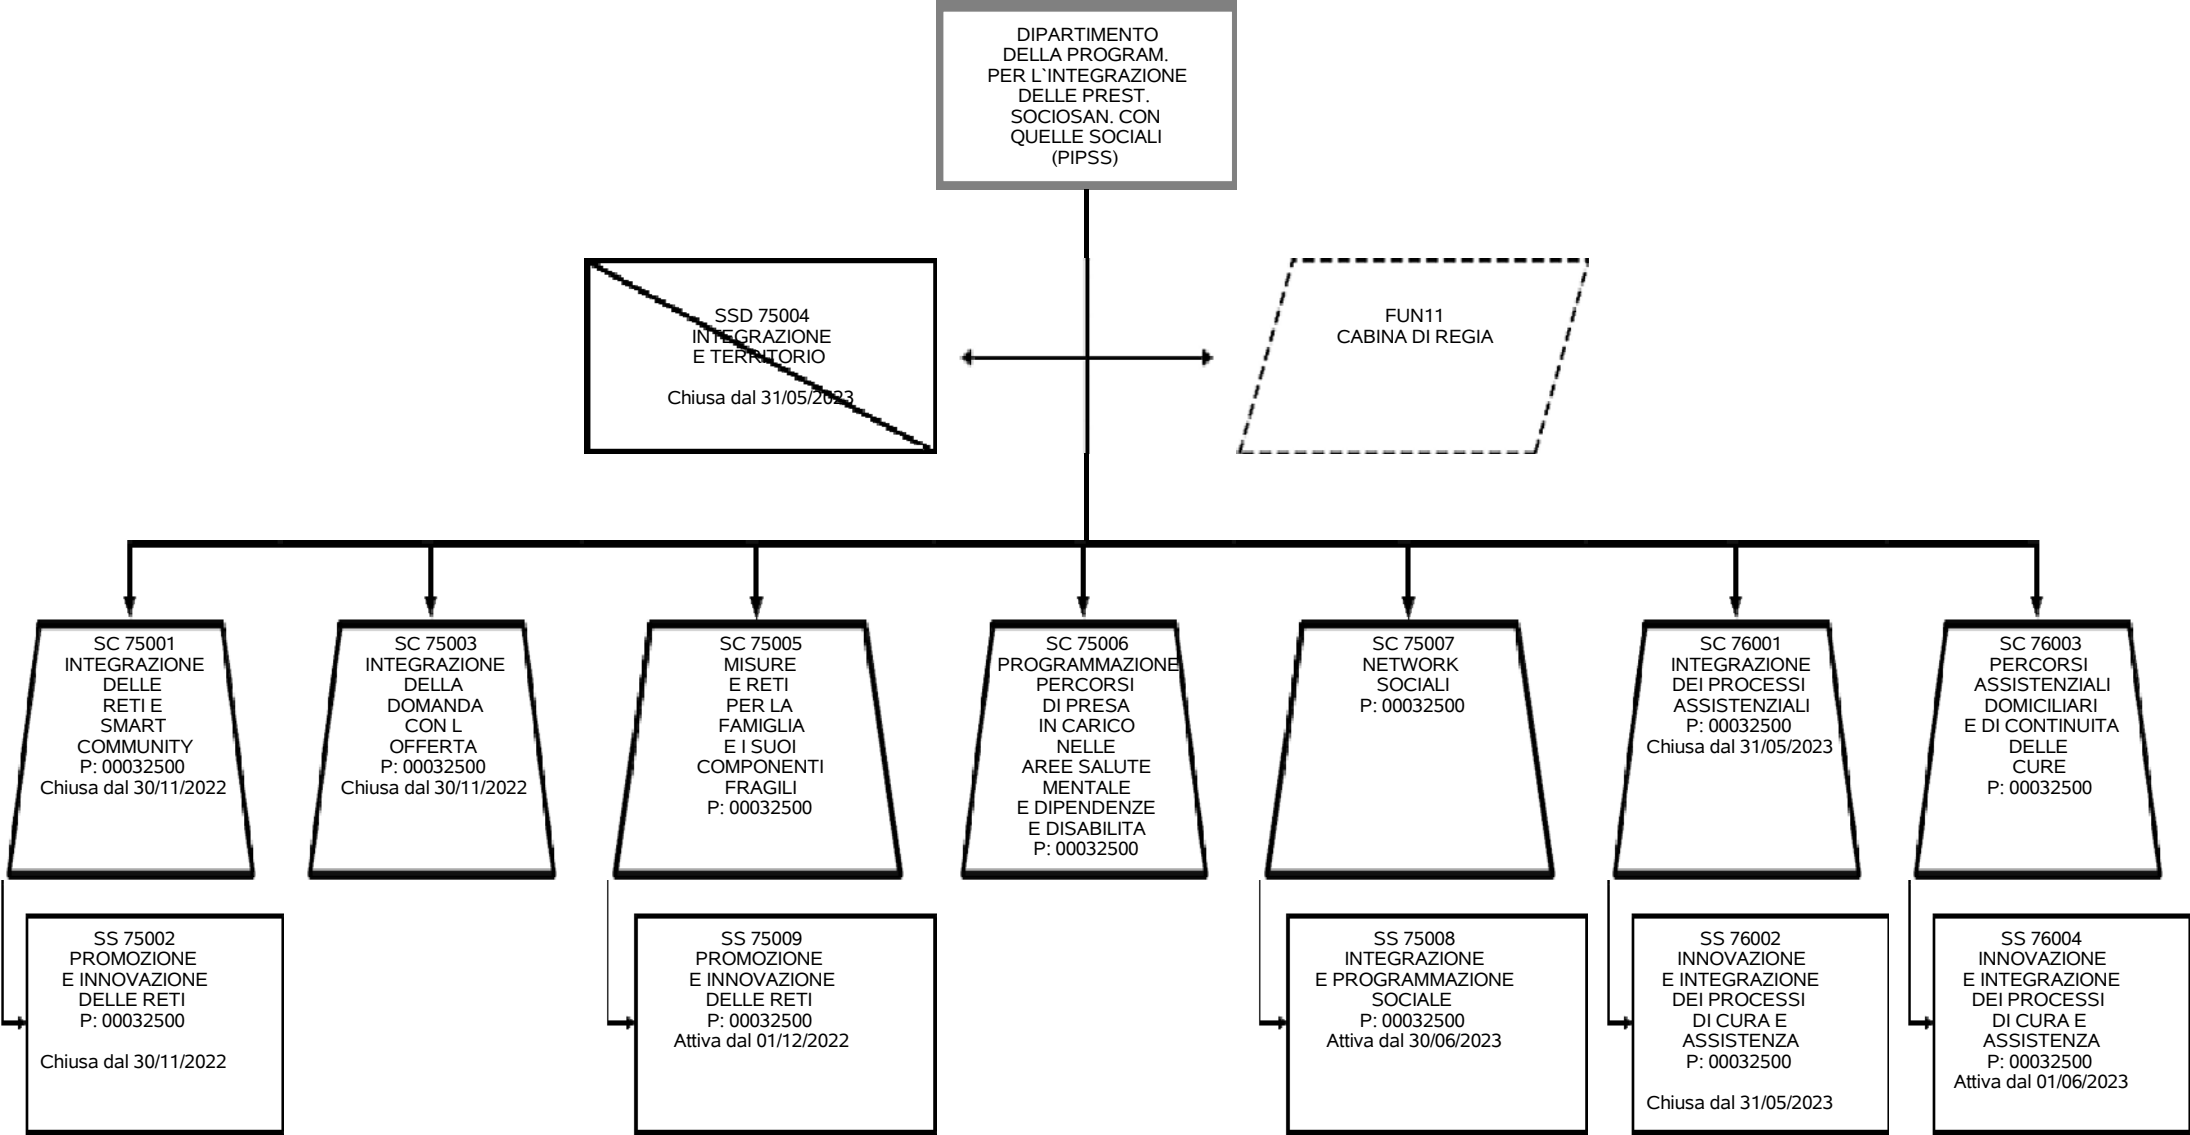 DIPARTIMENTO
DELLA PROGRAM.
PER L`INTEGRAZIONE
DELLE PREST.
SOCIOSAN. CON
QUELLE SOCIALI
(PIPSS)
SSD 75004
INTEGRAZIONE
E TERRITORIO
Chiusa dal 31/05/2023
FUN11
CABINA DI REGIA
SC 75001
INTEGRAZIONE
DELLE
RETI E
SMART
COMMUNITY
P: 00032500
Chiusa dal 30/11/2022
SC 75003
INTEGRAZIONE
DELLA
DOMANDA
CON L
OFFERTA
P: 00032500
Chiusa dal 30/11/2022
SC 75005
MISURE
E RETI
PER LA
FAMIGLIA
E I SUOI
COMPONENTI
FRAGILI
P: 00032500
SC 75006
PROGRAMMAZIONE
PERCORSI
DI PRESA
IN CARICO
NELLE
AREE SALUTE
MENTALE
E DIPENDENZE
E DISABILITA
P: 00032500
SC 75007
NETWORK
SOCIALI
P: 00032500
SC 76001
INTEGRAZIONE
DEI PROCESSI
ASSISTENZIALI
P: 00032500
Chiusa dal 31/05/2023
SC 76003
PERCORSI
ASSISTENZIALI
DOMICILIARI
E DI CONTINUITA
DELLE
CURE
P: 00032500
SS 75002
PROMOZIONE
E INNOVAZIONE
DELLE RETI
P: 00032500
Chiusa dal 30/11/2022
SS 75009
PROMOZIONE
E INNOVAZIONE
DELLE RETI
P: 00032500
Attiva dal 01/12/2022
SS 75008
INTEGRAZIONE
E PROGRAMMAZIONE
SOCIALE
P: 00032500
Attiva dal 30/06/2023
SS 76002
INNOVAZIONE
E INTEGRAZIONE
DEI PROCESSI
DI CURA E
ASSISTENZA
P: 00032500
Chiusa dal 31/05/2023
SS 76004
INNOVAZIONE
E INTEGRAZIONE
DEI PROCESSI
DI CURA E
ASSISTENZA
P: 00032500
Attiva dal 01/06/2023